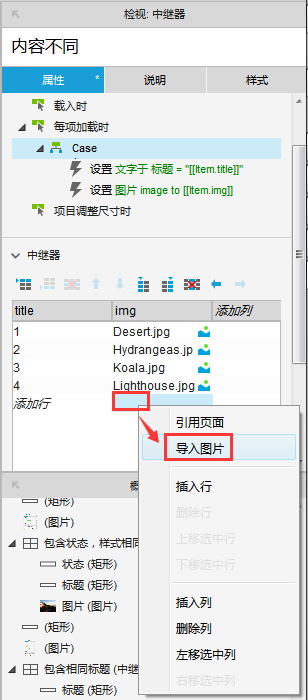 检视: 中继器
内容不同
属性 * 说明 样式
载入时
每项加载时
Case
设置 文字于 标题 = "[[Item.title]]"
设置 图片 image to [[Item.img]]
项目调整尺寸时
中继器
title img 添加列
1 Desert.jpg
2 Hydrangeas.jp
3 Koala.jpg
4 Lighthouse.jpg
添加行
引用页面
导入图片
插入行
删除行
上移选中行
下移选中行
插入列
删除列
左移选中列
右移选中列
(矩形)
(图片)
包含状态，样式相同
状态 (矩形)
标题 (矩形)
图片 (图片)
(矩形)
(图片)
包含相同标题 (中继
标题 (矩形)